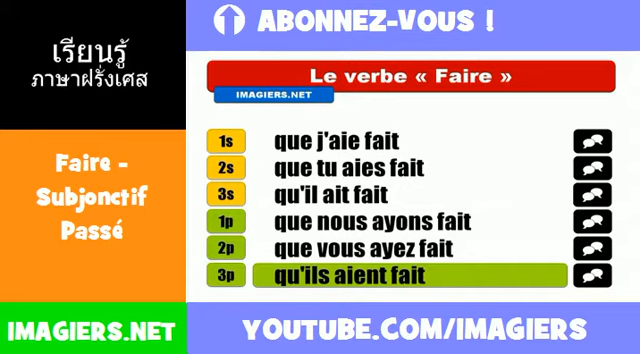 เรียนรู้
ภาษาฝรั่งเศส
Faire -
Subjonctif
Passé
IMAGIERS.NET
ABONNEZ-VOUS !
Le verbe « Faire »
IMAGIERS.NET
1s que j'aie fait
2s que tu aies fait
3s qu'il ait fait
1p que nous ayons fait
2p que vous ayez fait
3p qu'ils aient fait
YOUTUBE.COM/IMAGIERS